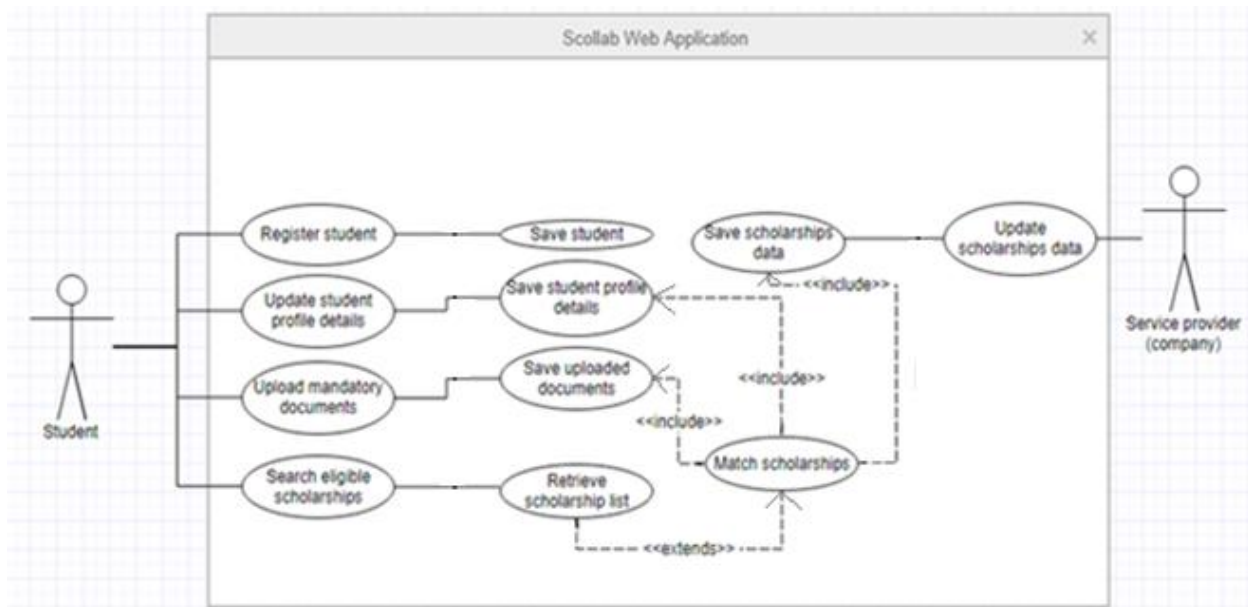 Scollab Web Application
Register student
Save student
Save scholarships
data
Update
scholarships data
<<include>>
Update student
profile details
Save student profile
details
Service provider
(company)
Upload mandatory
documents
Save uploaded
documents
<<include>>
<<include>>
Student
Search eligible
scholarships
Retrieve
scholarship list
Match scholarships
<<extends>>